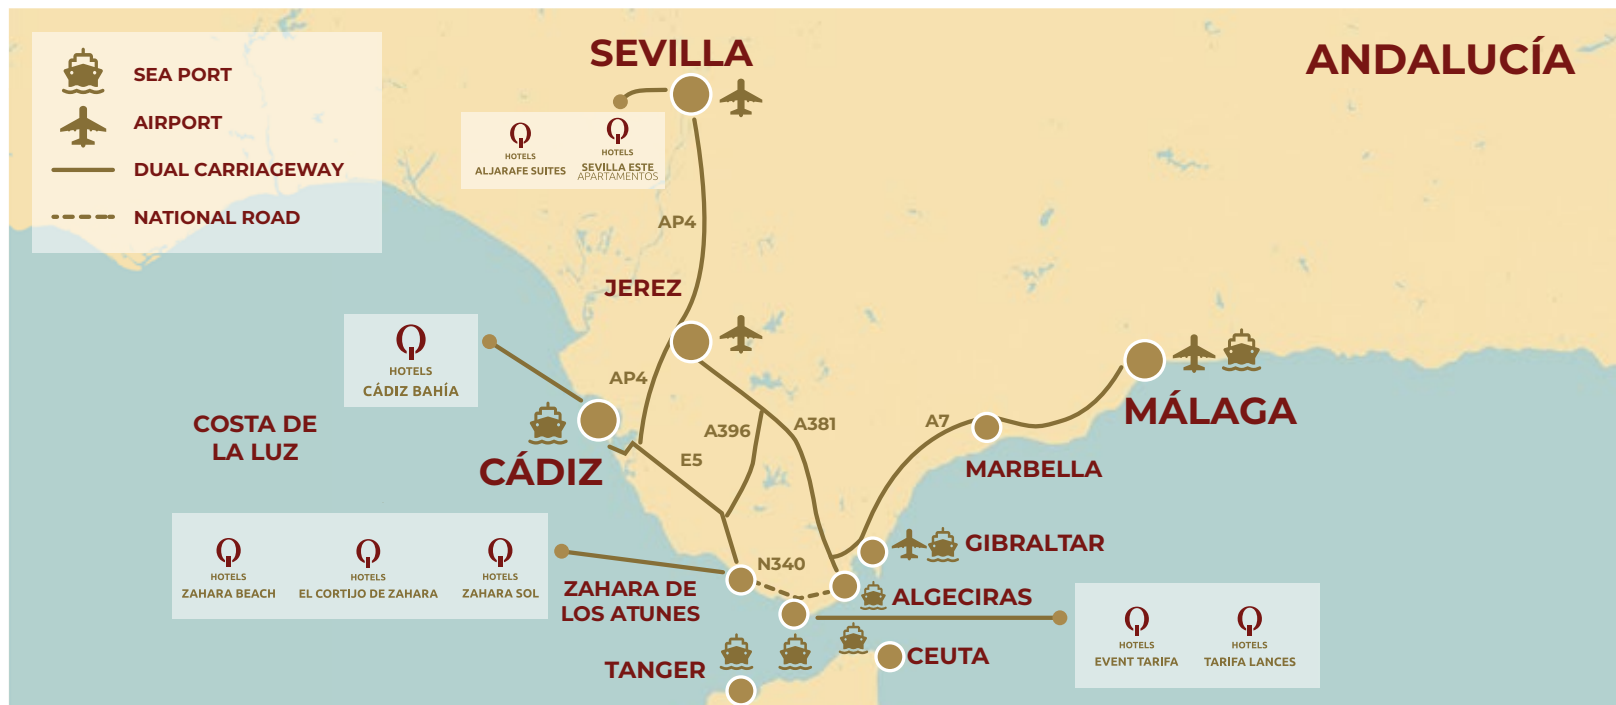 SEA PORT
AIRPORT
DUAL CARRIAGEWAY
NATIONAL ROAD
SEVILLA
ANDALUCÍA
HOTELS
ALJARAFE SUITES
HOTELS
SEVILLA ESTE
APARTAMENTOS
AP4
JEREZ
HOTELS
CÁDIZ BAHÍA
AP4
COSTA DE
LA LUZ
CÁDIZ
A396
A381
E5
A7
MÁLAGA
MARBELLA
HOTELS
ZAHARA BEACH
HOTELS
EL CORTIJO DE ZAHARA
HOTELS
ZAHARA SOL
N340
GIBRALTAR
ZAHARA DE
LOS ATUNES
ALGECIRAS
TANGER
CEUTA
HOTELS
EVENT TARIFA
HOTELS
TARIFA LANCES